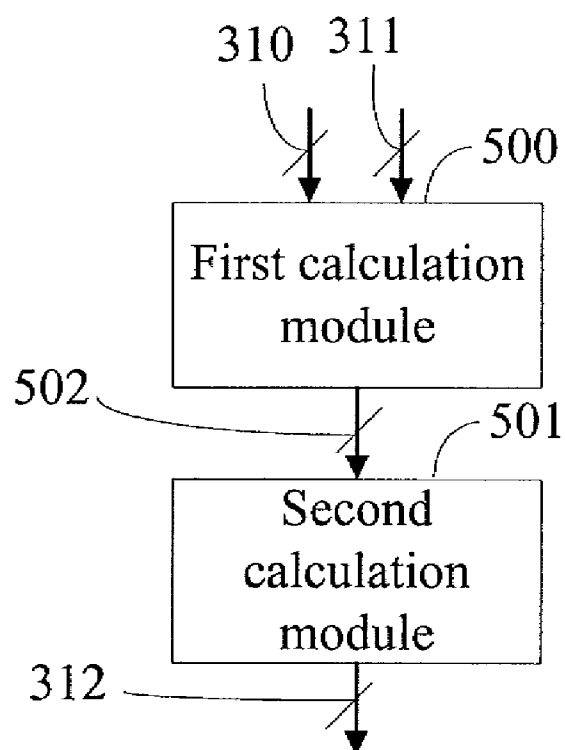 310
311
500
First calculation
module
502
501
Second
calculation
module
312